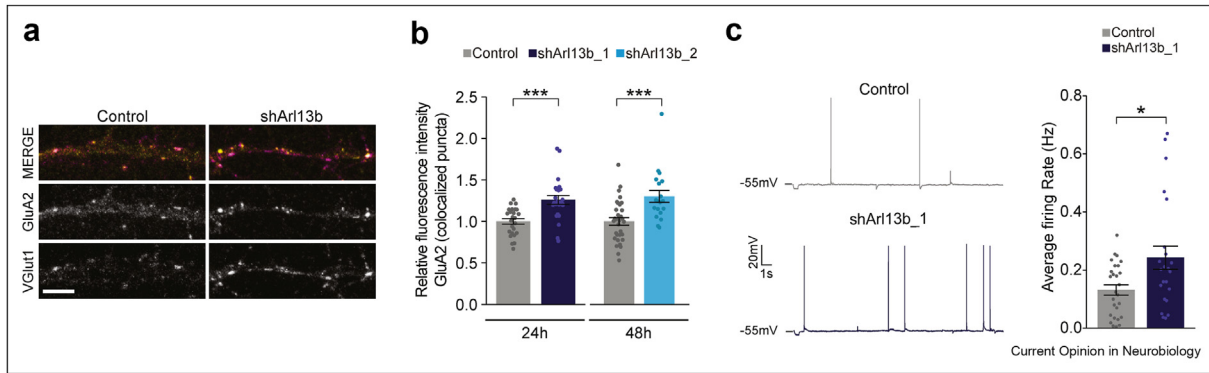 a
Control
shArl13b
MERGE
GluA2
VGlut1
b
Control
shArl13b_1
shArl13b_2
Relative fluorescence intensity
GluA2 (colocalized puncta)
2.5
2.0
1.5
1.0
0.5
0.0
***
***
24h
48h
c
Control
-55mV
shArl13b_1
20mV
1s
-55mV
Control
shArl13b_1
Average firing Rate (Hz)
0.8
0.6
0.4
0.2
0.0
*
Current Opinion in Neurobiology